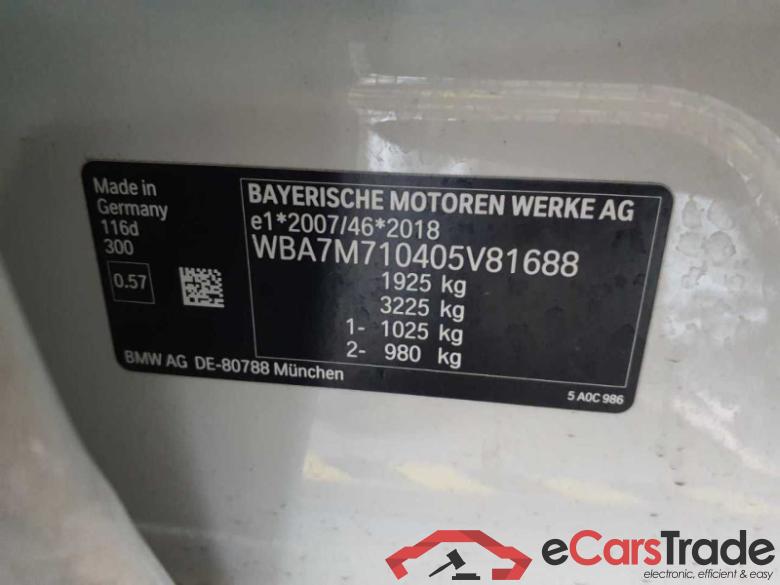 Made in
Germany
116d
300
0.57
BAYERISCHE MOTOREN WERKE AG
e1*2007/46*2018
WBA7M710405V81688
1925 kg
3225 kg
1- 1025 kg
2- 980 kg
BMW AG DE-80788 München
5 A0C 986
eCarsTrade
electronic, efficient & easy